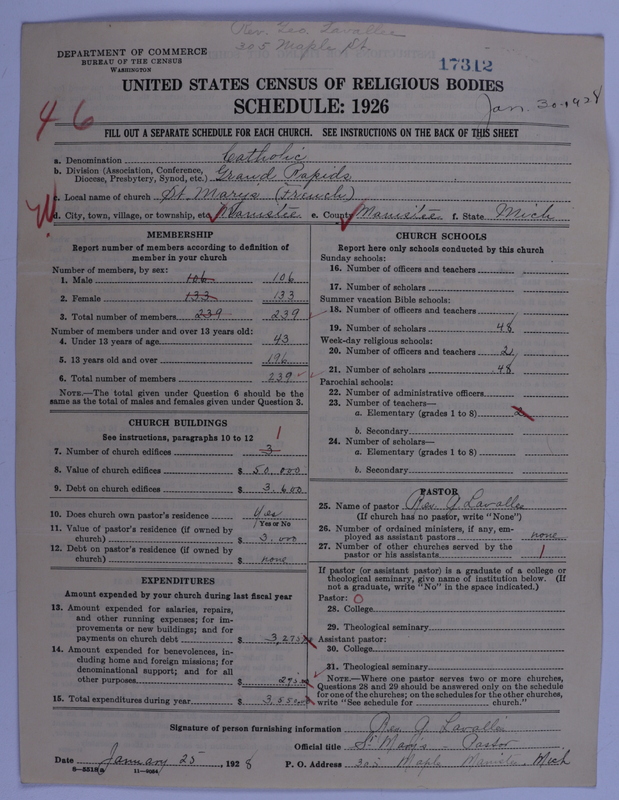 Rev. Geo. Lavallee
305 Maple St.
DEPARTMENT OF COMMERCE
BUREAU OF THE CENSUS
WASHINGTON
17312
UNITED STATES CENSUS OF RELIGIOUS BODIES
SCHEDULE: 1926
Jan. 30-1928
46
FILL OUT A SEPARATE SCHEDULE FOR EACH CHURCH. SEE INSTRUCTIONS ON THE BACK OF THIS SHEET
a. Denomination Catholic
b. Division (Association, Conference, Diocese, Presbytery, Synod, etc.) Grand Rapids
c. Local name of church St Marys (French)
d. City, town, village, or township, etc. Manistee e. County Manistee f. State Mich
MEMBERSHIP
Report number of members according to definition of
member in your church
Number of members, by sex:
1. Male 106 106
2. Female 133 133
3. Total number of members 239 239
Number of members under and over 13 years old:
4. Under 13 years of age 43
5. 13 years old and over 196
6. Total number of members 239
NOTE.—The total given under Question 6 should be
same as the total of males and females given under Question 3.
CHURCH BUILDINGS
See instructions, paragraphs 10 to 12
1
7. Number of church edifices 3
8. Value of church edifices $ 50,000
9. Debt on church edifices $ 3,600
10. Does church own pastor's residence yes
(Yes or No)
11. Value of pastor's residence (if owned by
church) $ 3,000
12. Debt on pastor's residence (if owned by
church) $ none
EXPENDITURES
Amount expended by your church during last fiscal year
13. Amount expended for salaries, repairs,
and other running expenses; for im-
provements or new buildings; and for
payments on church debt $ 3,275
14. Amount expended for benevolences, in-
cluding home and foreign missions; for
denominational support; and for all
other purposes $ 275
15. Total expenditures during year $ 3550
CHURCH SCHOOLS
Report here only schools conducted by this church
Sunday schools:
16. Number of officers and teachers
17. Number of scholars
Summer vacation Bible schools:
18. Number of officers and teachers
19. Number of scholars 48
Week-day religious schools:
20. Number of officers and teachers 2
21. Number of scholars 48
Parochial schools:
22. Number of administrative officers
23. Number of teachers—
a. Elementary (grades 1 to 8) 2
b. Secondary
24. Number of scholars—
a. Elementary (grades 1 to 8)
b. Secondary
PASTOR
25. Name of pastor Rev. G Lavallee
(If church has no pastor, write "None")
26. Number of ordained ministers, if any, em-
ployed as assistant pastors none
27. Number of other churches served by the
pastor or his assistants 1
If pastor (or assistant pastor) is a graduate of a college or
theological seminary, give name of institution below. (If
not a graduate, write "No" in the space indicated.)
Pastor: O
28. College
29. Theological seminary
Assistant pastor:
30. College
31. Theological seminary
NOTE.—Where one pastor serves two or more churches,
Questions 28 and 29 should be answered only on the schedule
for one of the churches; on the schedules for the other churches,
write "See schedule for church."
Signature of person furnishing information Rev. G. Lavallee
Official title St Marys Pastor
Date January 25, 1928 P. O. Address 305 Maple Manistee, Mich
8-5518a 11-9054